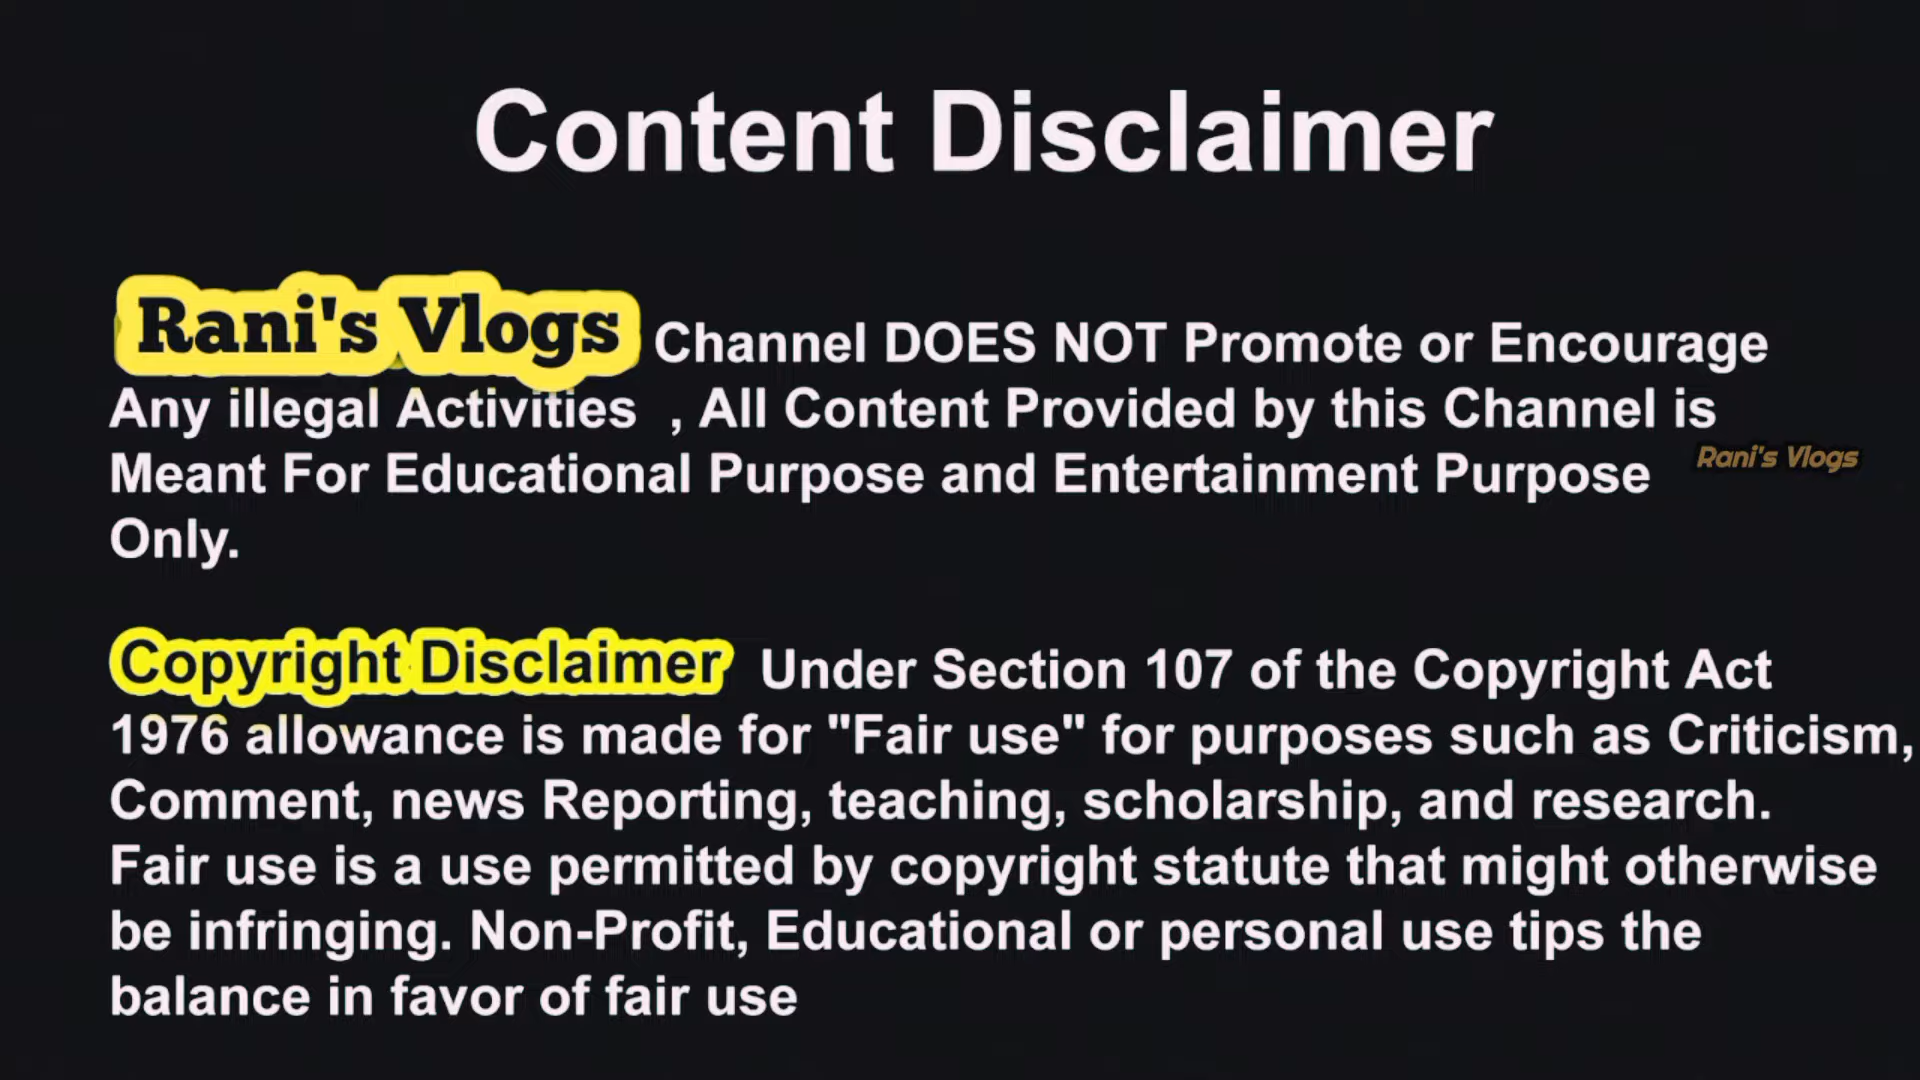 Content Disclaimer
Rani's Vlogs Channel DOES NOT Promote or Encourage
Any illegal Activities , All Content Provided by this Channel is
Meant For Educational Purpose and Entertainment Purpose
Rani's Vlogs
Only.
Copyright Disclaimer Under Section 107 of the Copyright Act
1976 allowance is made for "Fair use" for purposes such as Criticism,
Comment, news Reporting, teaching, scholarship, and research.
Fair use is a use permitted by copyright statute that might otherwise
be infringing. Non-Profit, Educational or personal use tips the
balance in favor of fair use